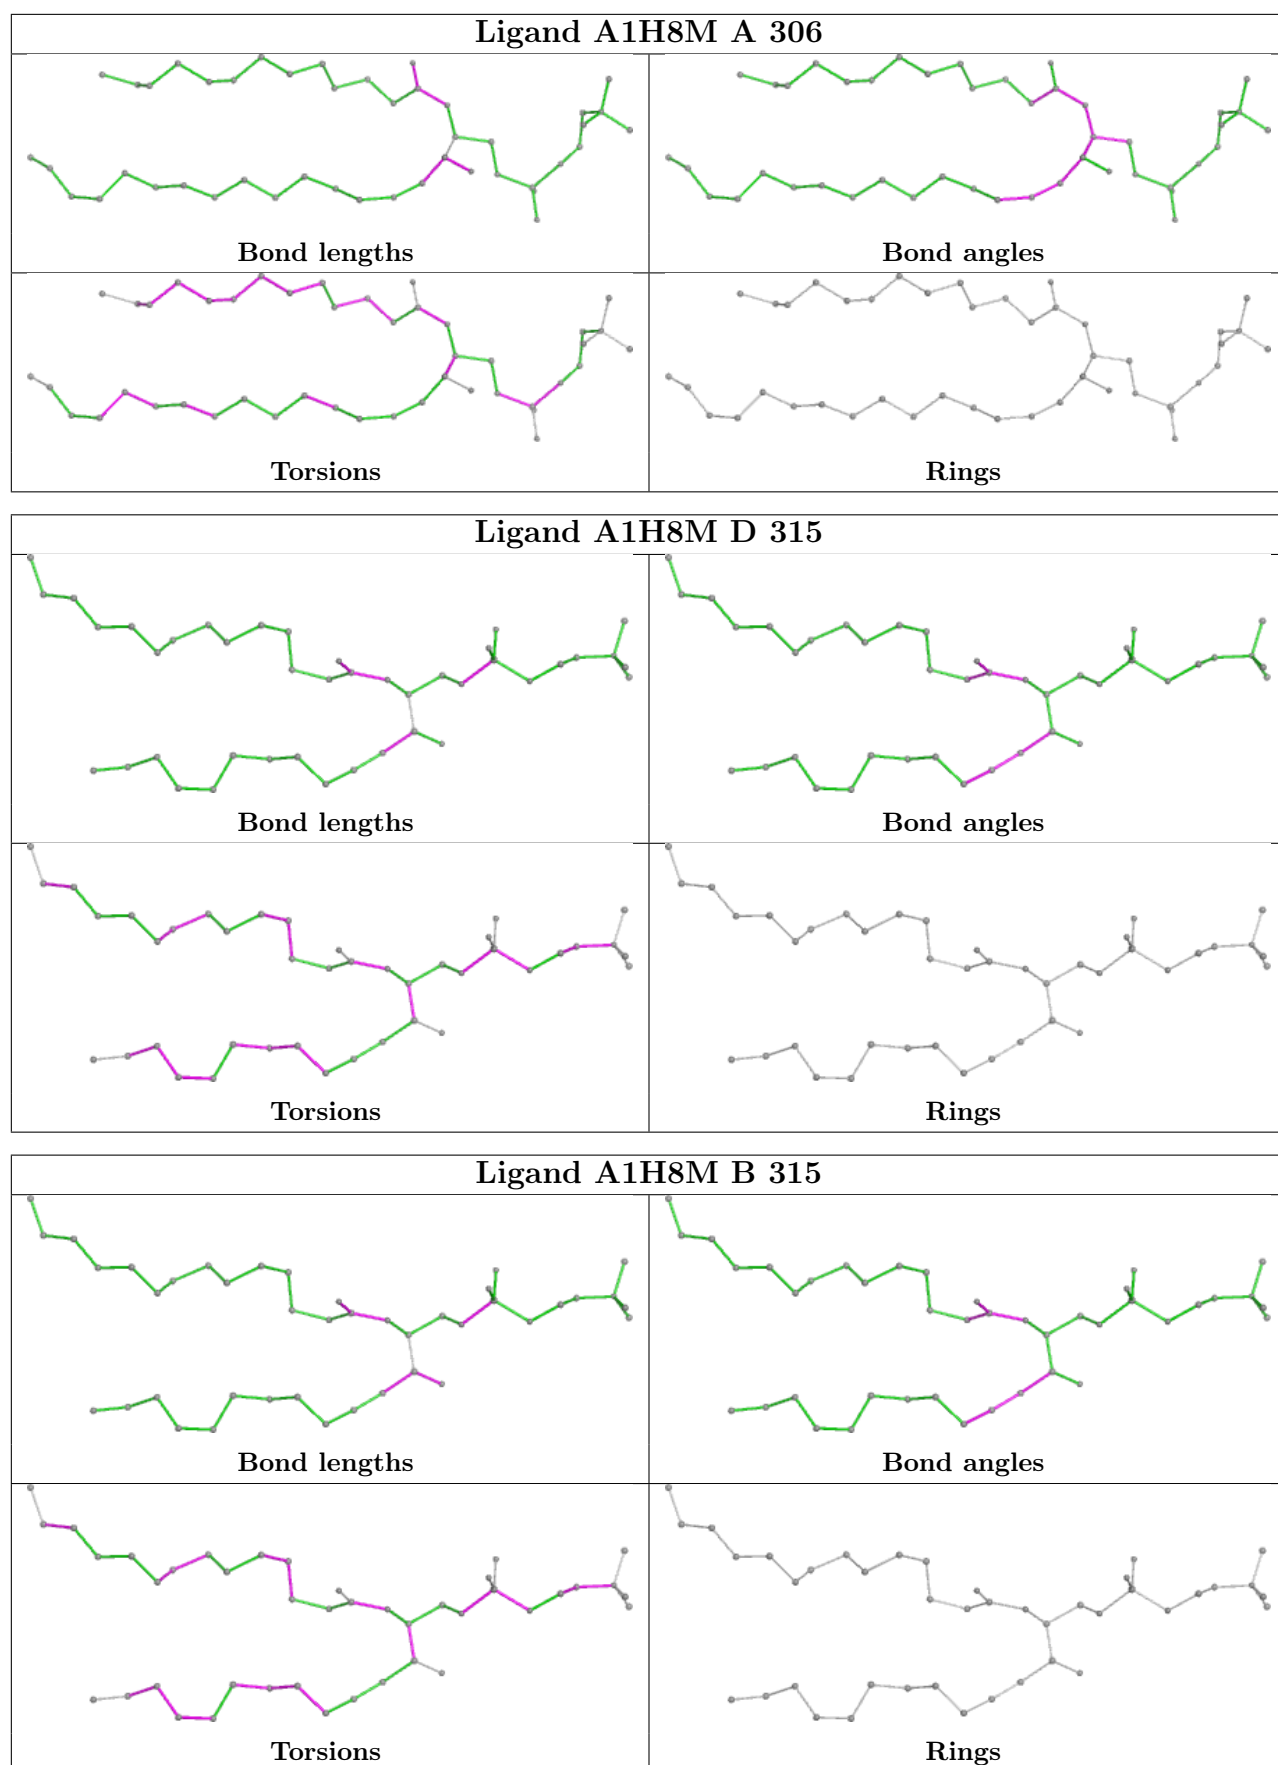 Ligand A1H8M A 306
Bond lengths
Bond angles
Torsions
Rings
Ligand A1H8M D 315
Bond lengths
Bond angles
Torsions
Rings
Ligand A1H8M B 315
Bond lengths
Bond angles
Torsions
Rings